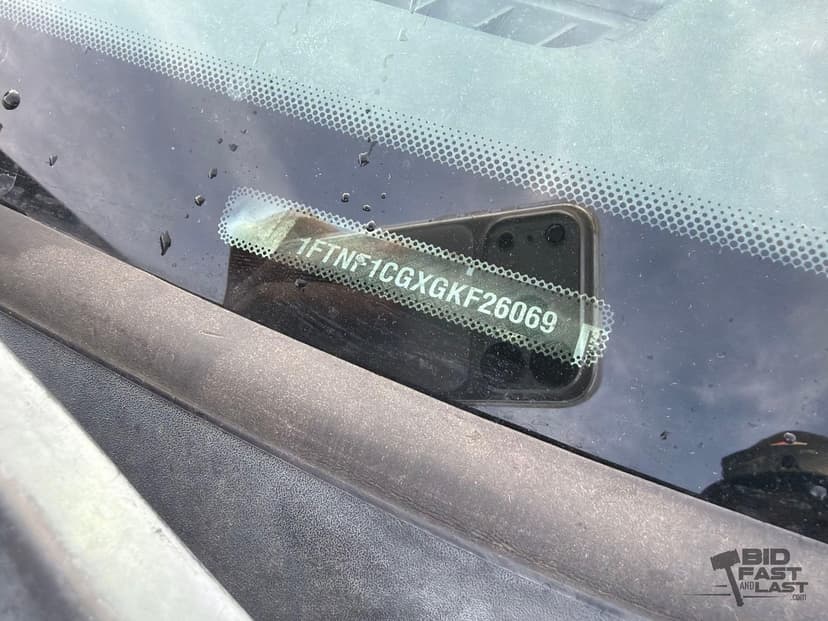 1FTNF1CGXGKF26069
BID
FAST
AND LAST
.com